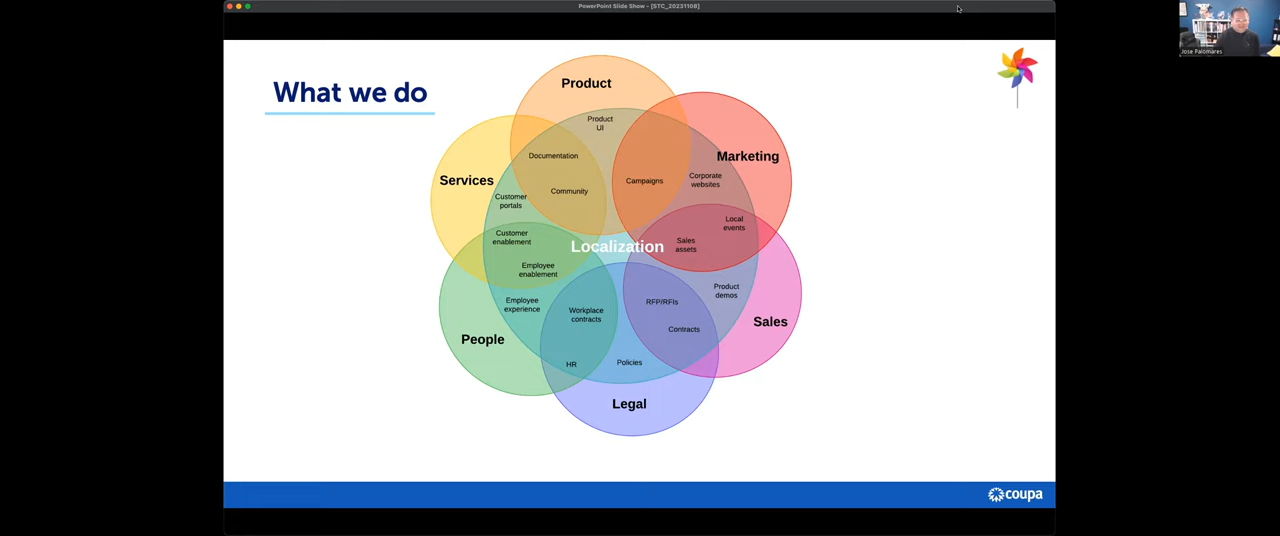 PowerPoint Slide Show - [STC_20231108]
Jose Palomares
What we do
Product
Product
UI
Documentation
Marketing
Services
Campaigns
Corporate
websites
Community
Customer
portals
Local
events
Customer
enablement
Localization
Sales
assets
Employee
enablement
Product
demos
Employee
experience
Workplace
contracts
RFP/RFIs
Sales
Contracts
People
HR
Policies
Legal
coupa